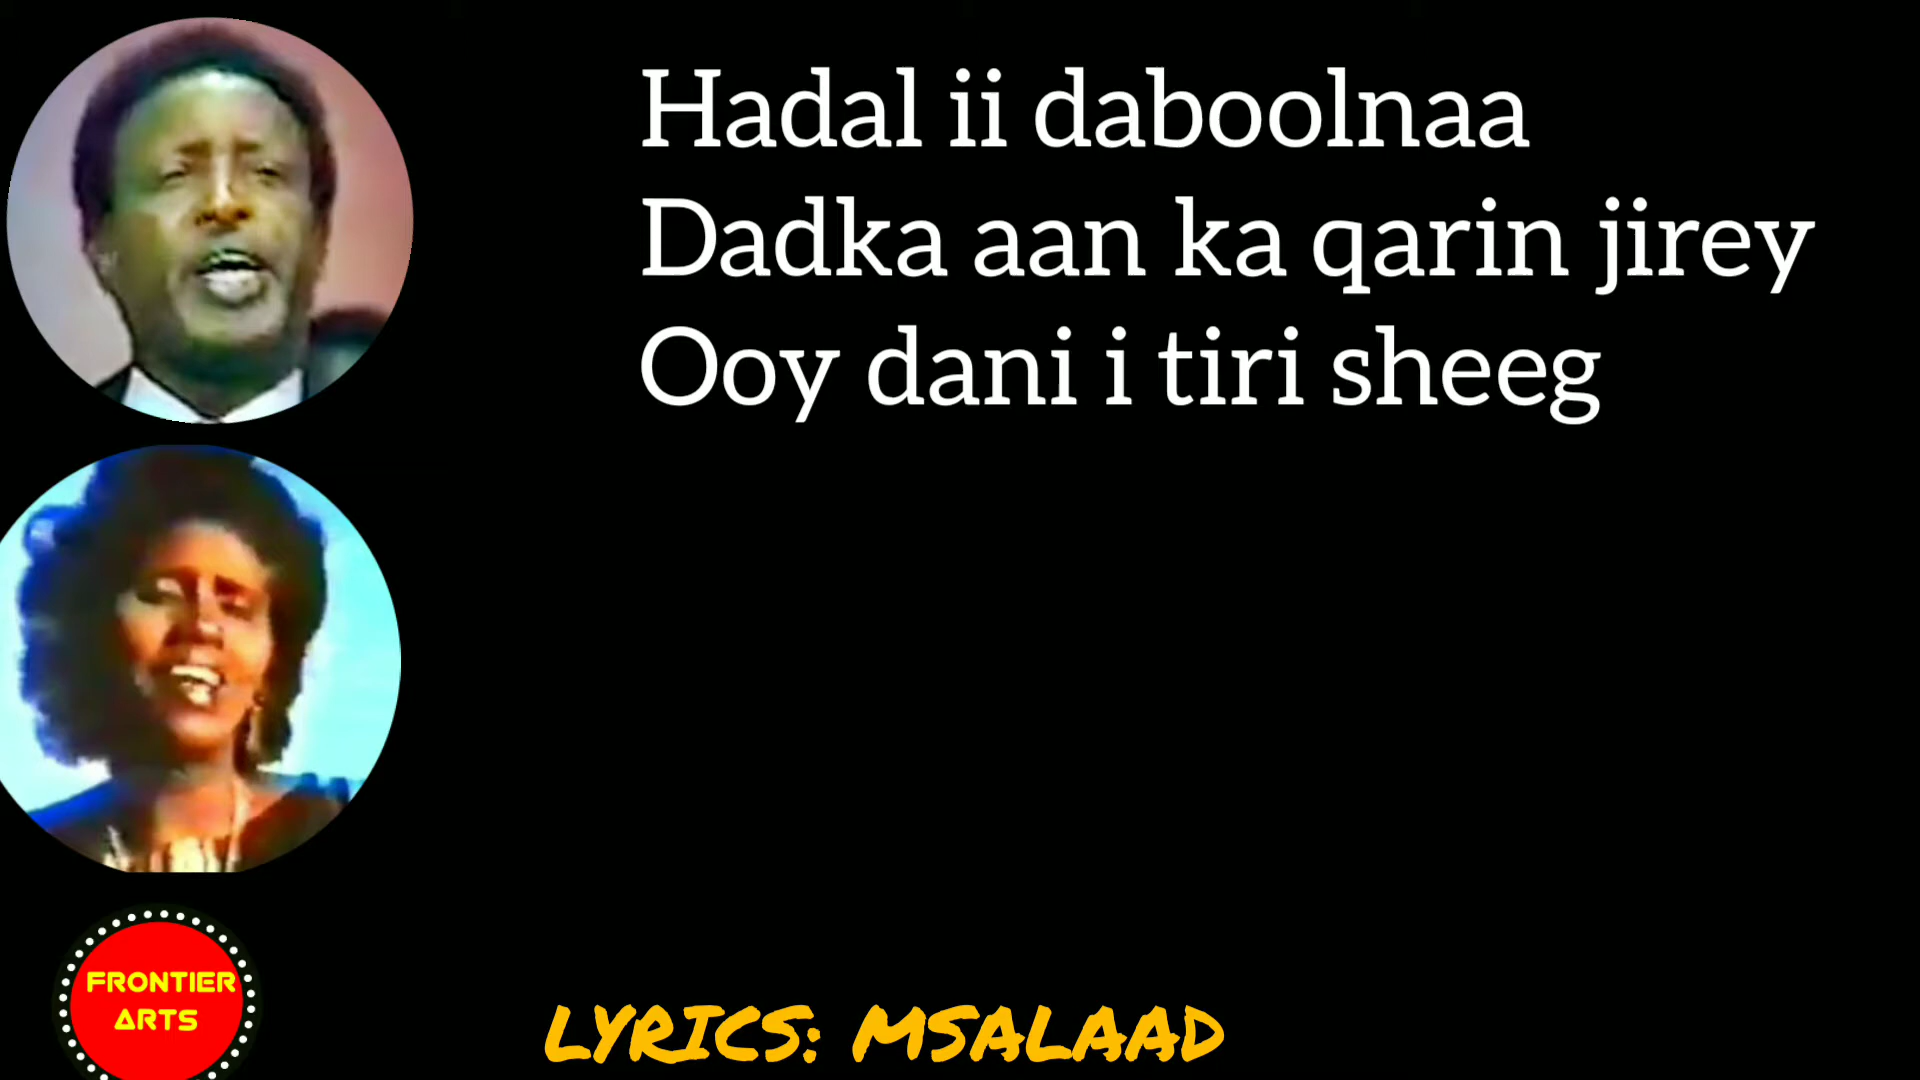 Hadal ii daboolnaa
Dadka aan ka qarin jirey
Ooy dani i tiri sheeg
FRONTIER
ARTS
LYRICS: MSALAAD